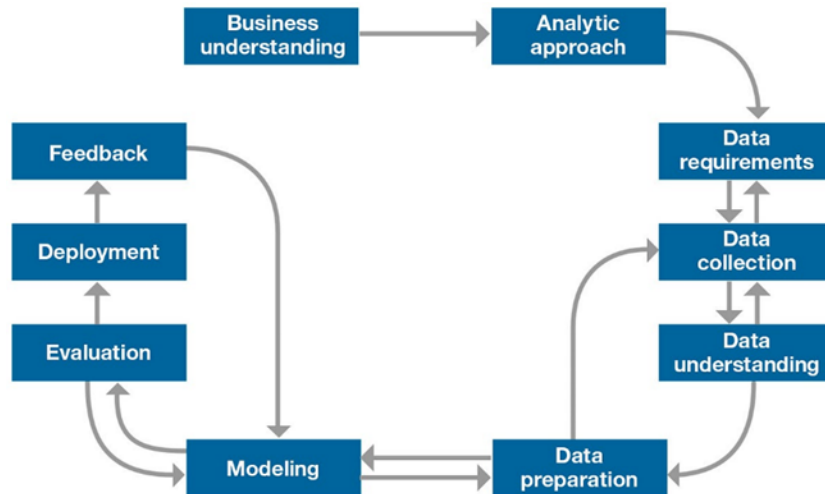 Business
understanding
Analytic
approach
Data
requirements
Data
collection
Data
understanding
Data
preparation
Modeling
Evaluation
Deployment
Feedback